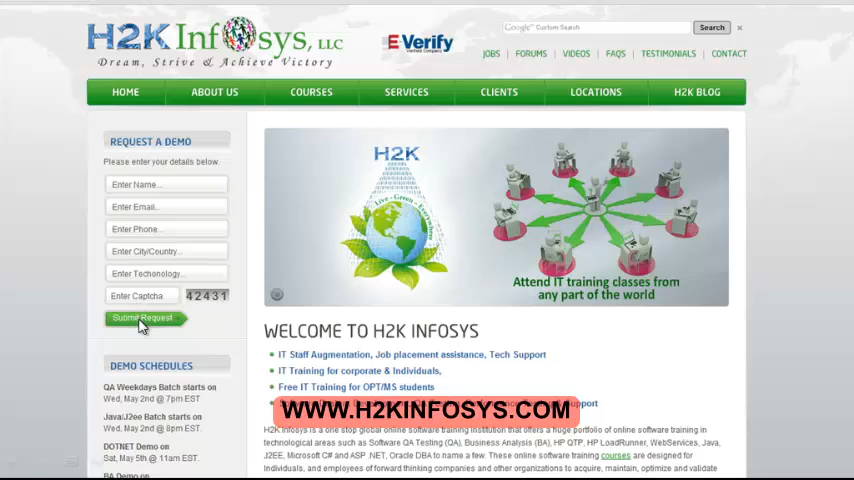 H2K Infosys, LLC
Dream, Strive & Achieve Victory
E-Verify
Google™ Custom Search
Search
JOBS FORUMS VIDEOS FAQS TESTIMONIALS CONTACT
HOME ABOUT US COURSES SERVICES CLIENTS LOCATIONS H2K BLOG
REQUEST A DEMO
Please enter your details below.
Enter Name...
Enter Email..
Enter Phone...
Enter City/Country...
Enter Techonology...
Enter Captcha
42431
Submit Request
DEMO SCHEDULES
QA Weekdays Batch starts on
Wed, May 2nd @ 7pm EST
Java/J2ee Batch starts on
Wed, May 2nd @ 8pm EST.
DOTNET Demo on
Sat, May 5th @ 11am EST.
BA Demo on
H2K
Live - Green - Everywhere
Attend IT training classes from
any part of the world
WELCOME TO H2K INFOSYS
IT Staff Augmentation, Job placement assistance, Tech Support
IT Training for corporate & Individuals,
Free IT Training for OPT/MS students
WWW.H2KINFOSYS.COM
H2K Infosys is a one stop global online software training institution that offers a huge portfolio of online software training in
technological areas such as Software QA Testing (QA), Business Analysis (BA), HP QTP, HP LoadRunner, WebServices, Java,
J2EE, Microsoft C# and ASP .NET, Oracle DBA to name a few. These online software training courses are designed for
Individuals, and employees of forward thinking companies and other organizations to acquire, maintain, optimize and validate